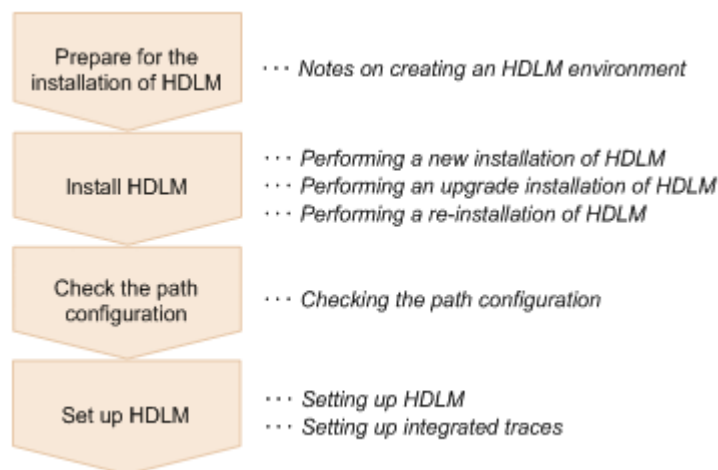 Prepare for the
installation of HDLM
··· Notes on creating an HDLM environment
Install HDLM
··· Performing a new installation of HDLM
··· Performing an upgrade installation of HDLM
··· Performing a re-installation of HDLM
Check the path
configuration
··· Checking the path configuration
Set up HDLM
··· Setting up HDLM
··· Setting up integrated traces